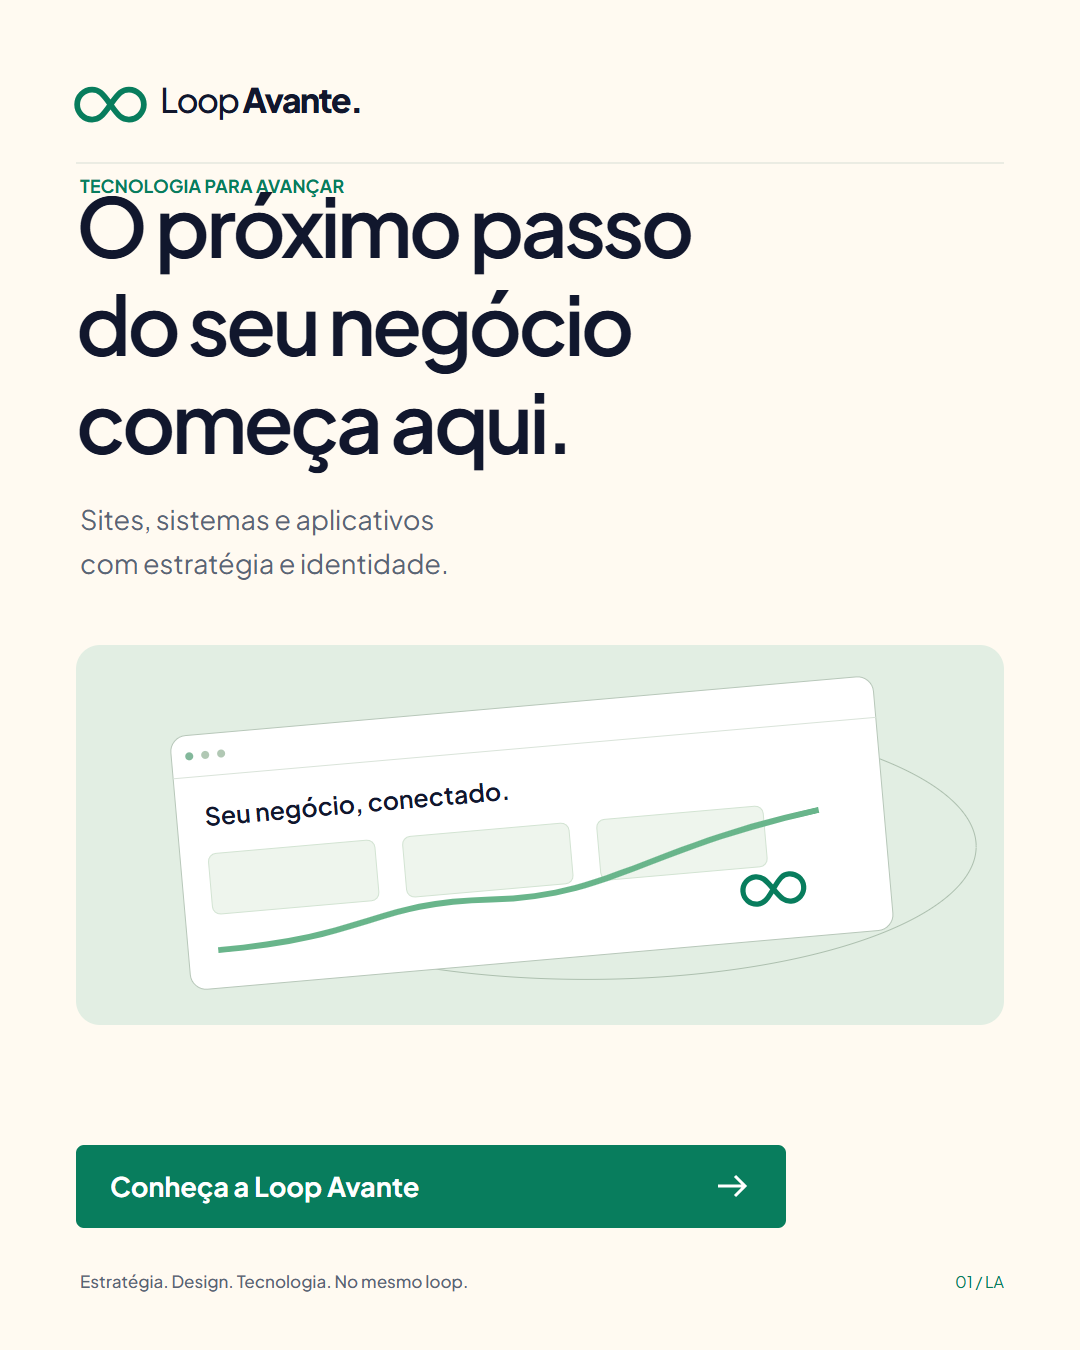 Loop Avante.
TECNOLOGIA PARA AVANÇAR
O próximo passo
do seu negócio
começa aqui.
Sites, sistemas e aplicativos
com estratégia e identidade.
Seu negócio, conectado.
Conheça a Loop Avante
Estratégia. Design. Tecnologia. No mesmo loop.
01 / LA